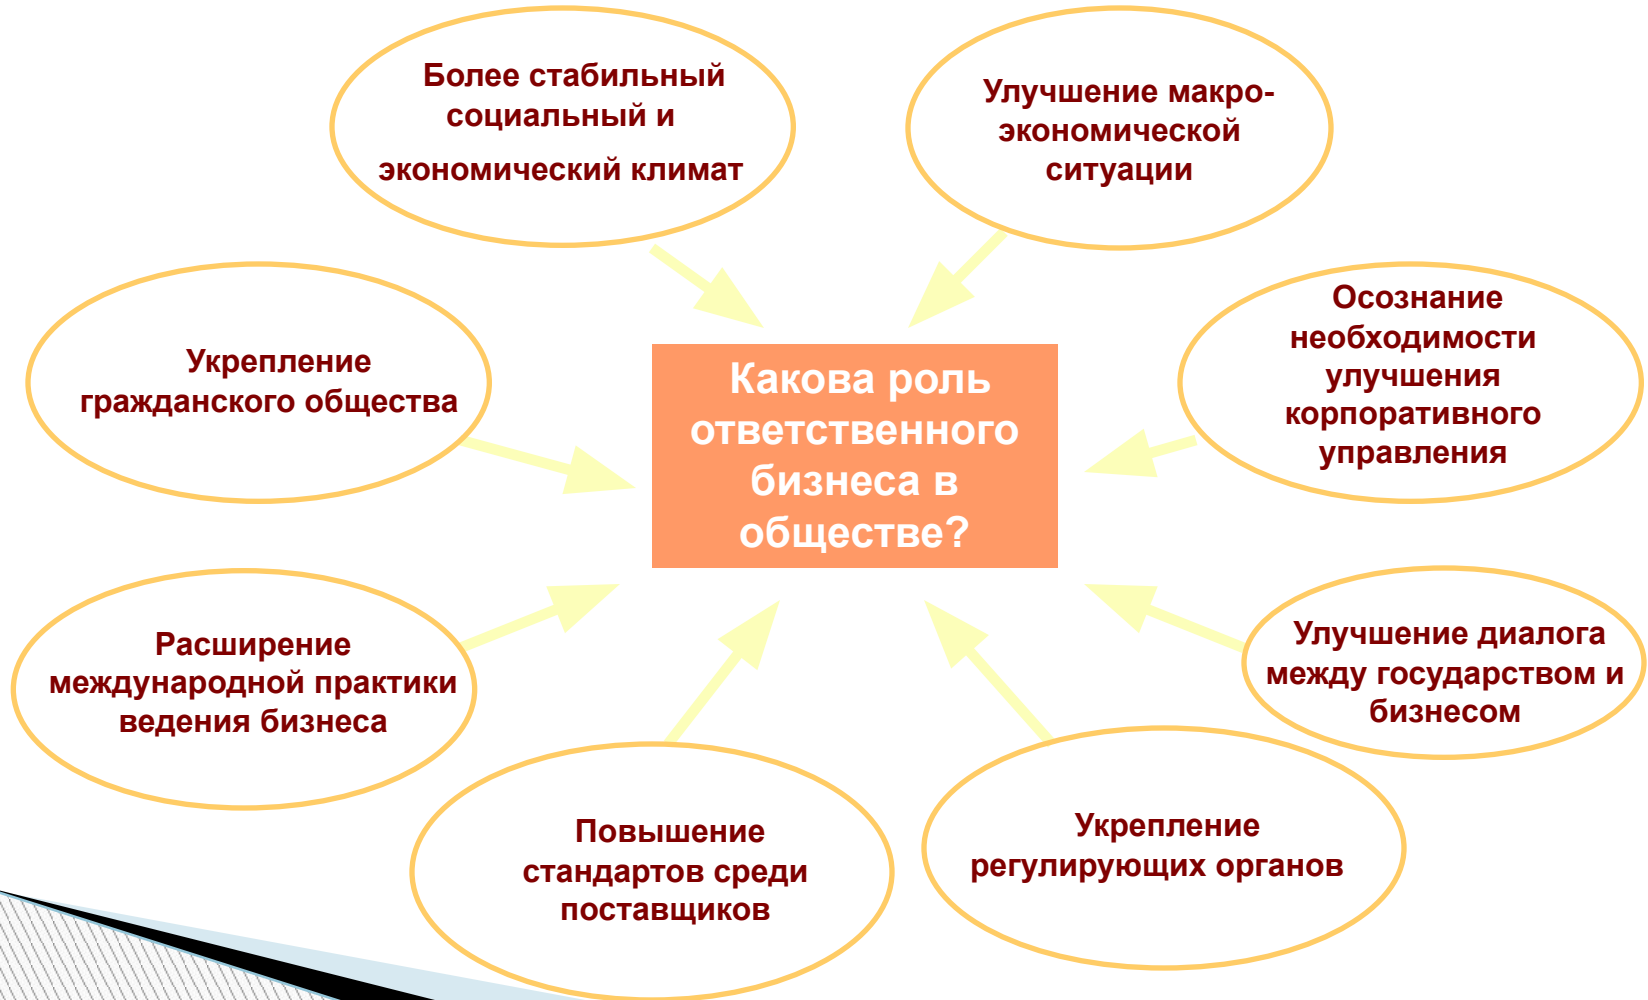 Более стабильный
социальный и
экономический климат
Улучшение макро-
экономической
ситуации
Укрепление
гражданского общества
Какова роль
ответственного
бизнеса в
обществе?
Осознание
необходимости
улучшения
корпоративного
управления
Расширение
международной практики
ведения бизнеса
Улучшение диалога
между государством и
бизнесом
Повышение
стандартов среди
поставщиков
Укрепление
регулирующих органов